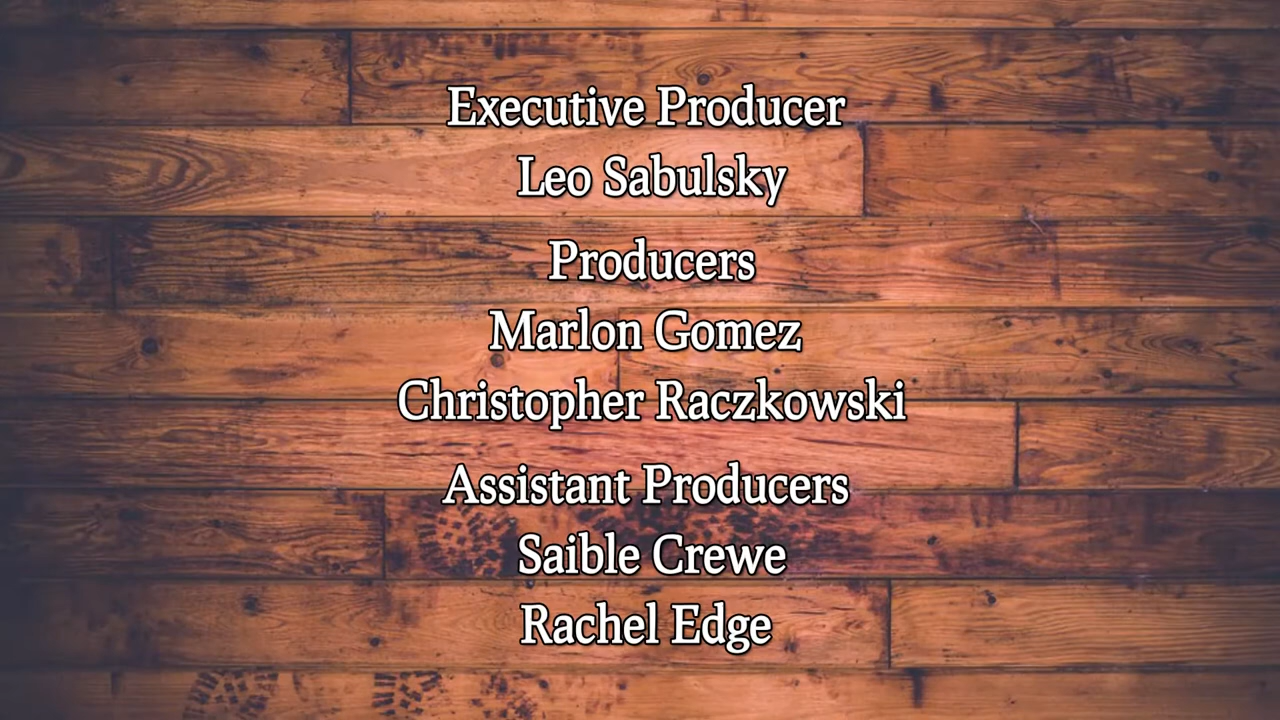 Executive Producer
Leo Sabulsky
Producers
Marlon Gomez
Christopher Raczkowski
Assistant Producers
Saible Crewe
Rachel Edge